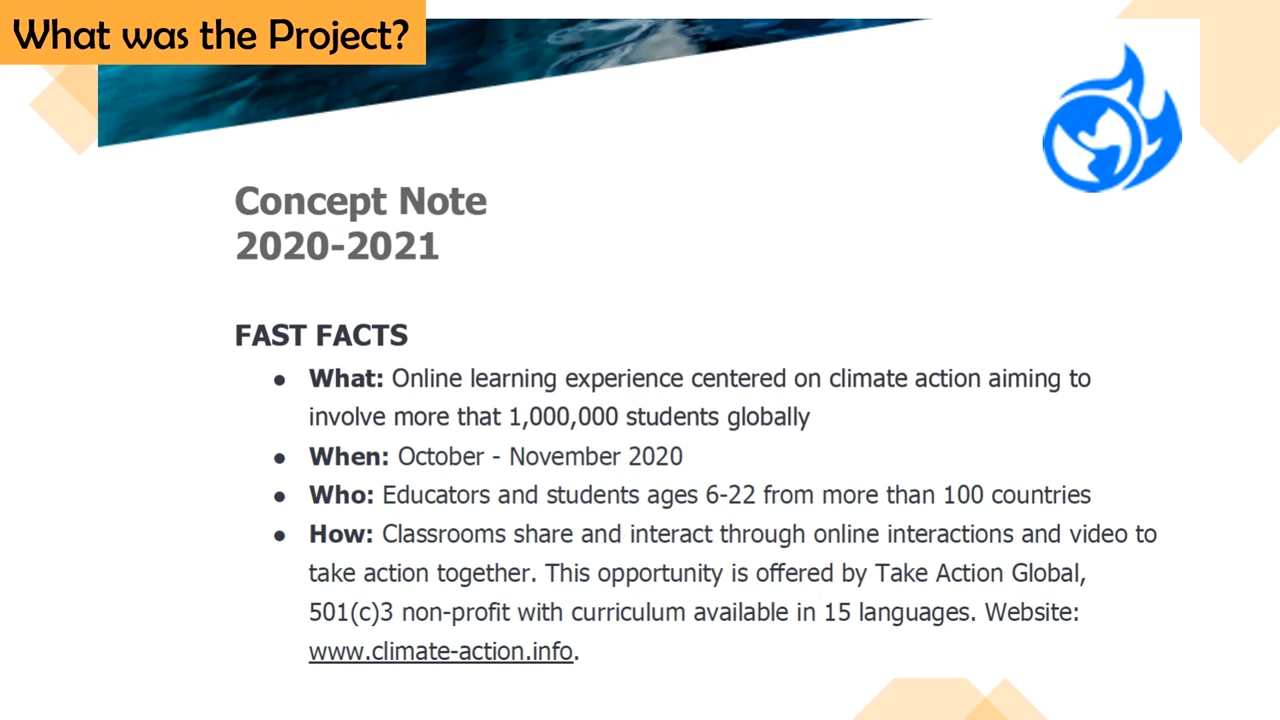 What was the Project?
Concept Note
2020-2021
FAST FACTS
● What: Online learning experience centered on climate action aiming to
involve more that 1,000,000 students globally
● When: October - November 2020
● Who: Educators and students ages 6-22 from more than 100 countries
● How: Classrooms share and interact through online interactions and video to
take action together. This opportunity is offered by Take Action Global,
501(c)3 non-profit with curriculum available in 15 languages. Website:
www.climate-action.info.